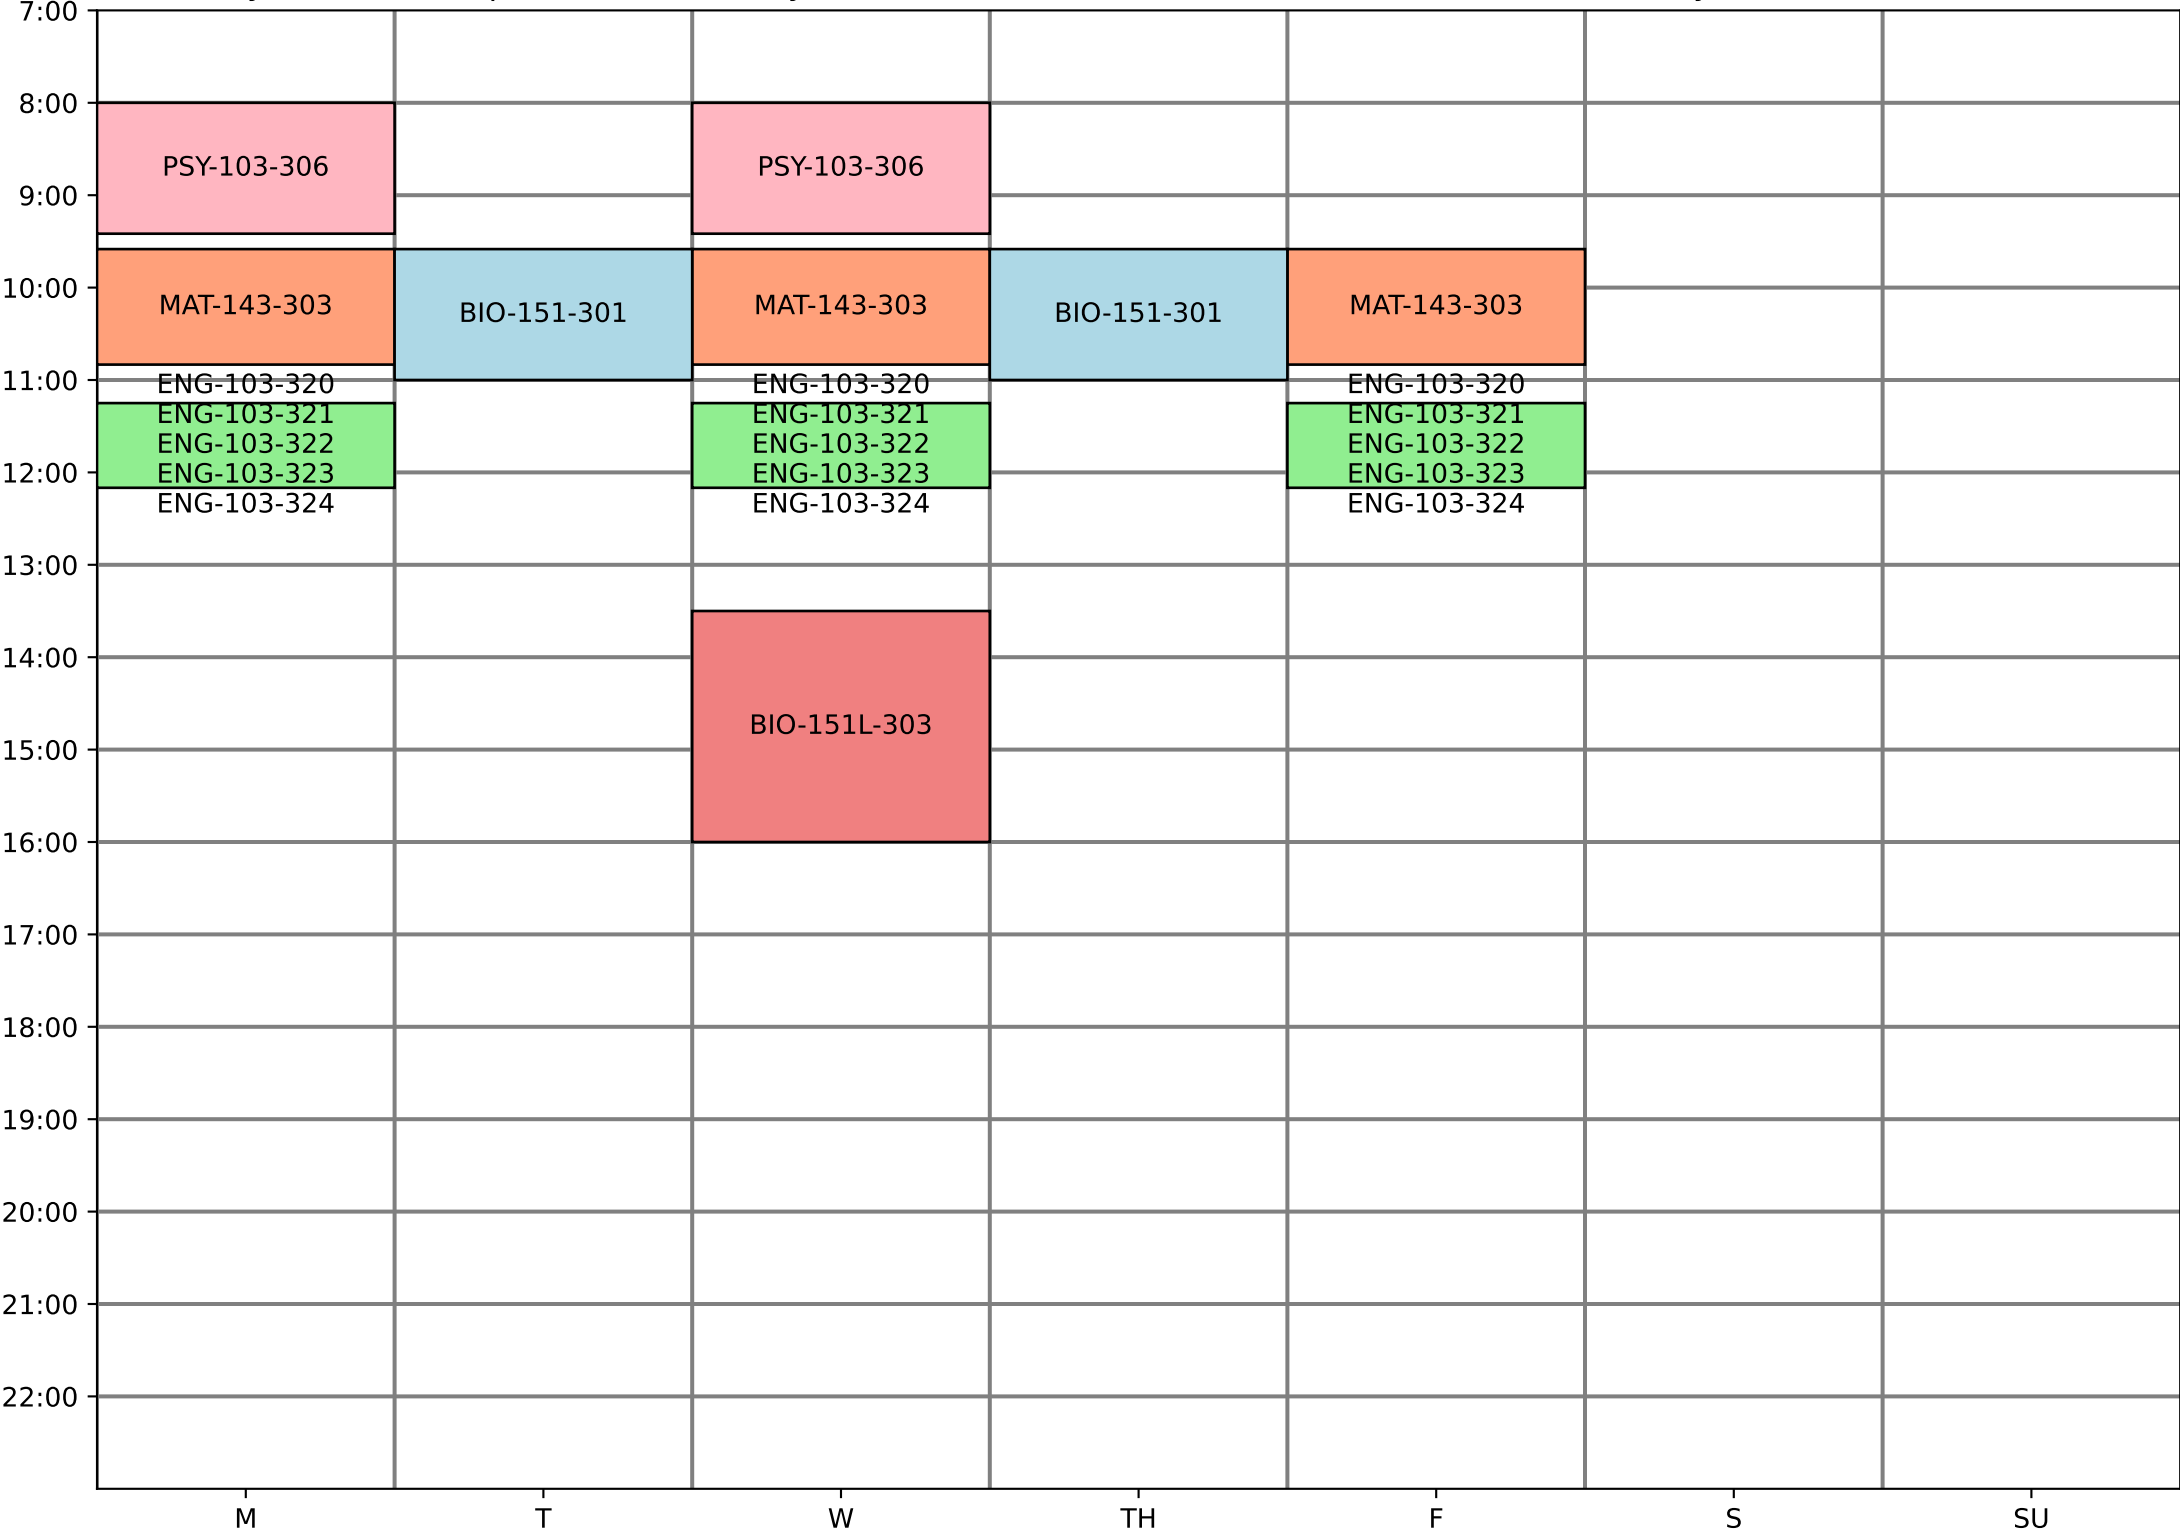 7:00
8:00
PSY-103-306 PSY-103-306
9:00
MAT-143-303 BIO-151-301 MAT-143-303 BIO-151-301 MAT-143-303
10:00
11:00
ENG-103-320 ENG-103-320 ENG-103-320
ENG-103-321 ENG-103-321 ENG-103-321
ENG-103-322 ENG-103-322 ENG-103-322
12:00
ENG-103-323 ENG-103-323 ENG-103-323
ENG-103-324 ENG-103-324 ENG-103-324
13:00
14:00
BIO-151L-303
15:00
16:00
17:00
18:00
19:00
20:00
21:00
22:00
M T W TH F S SU